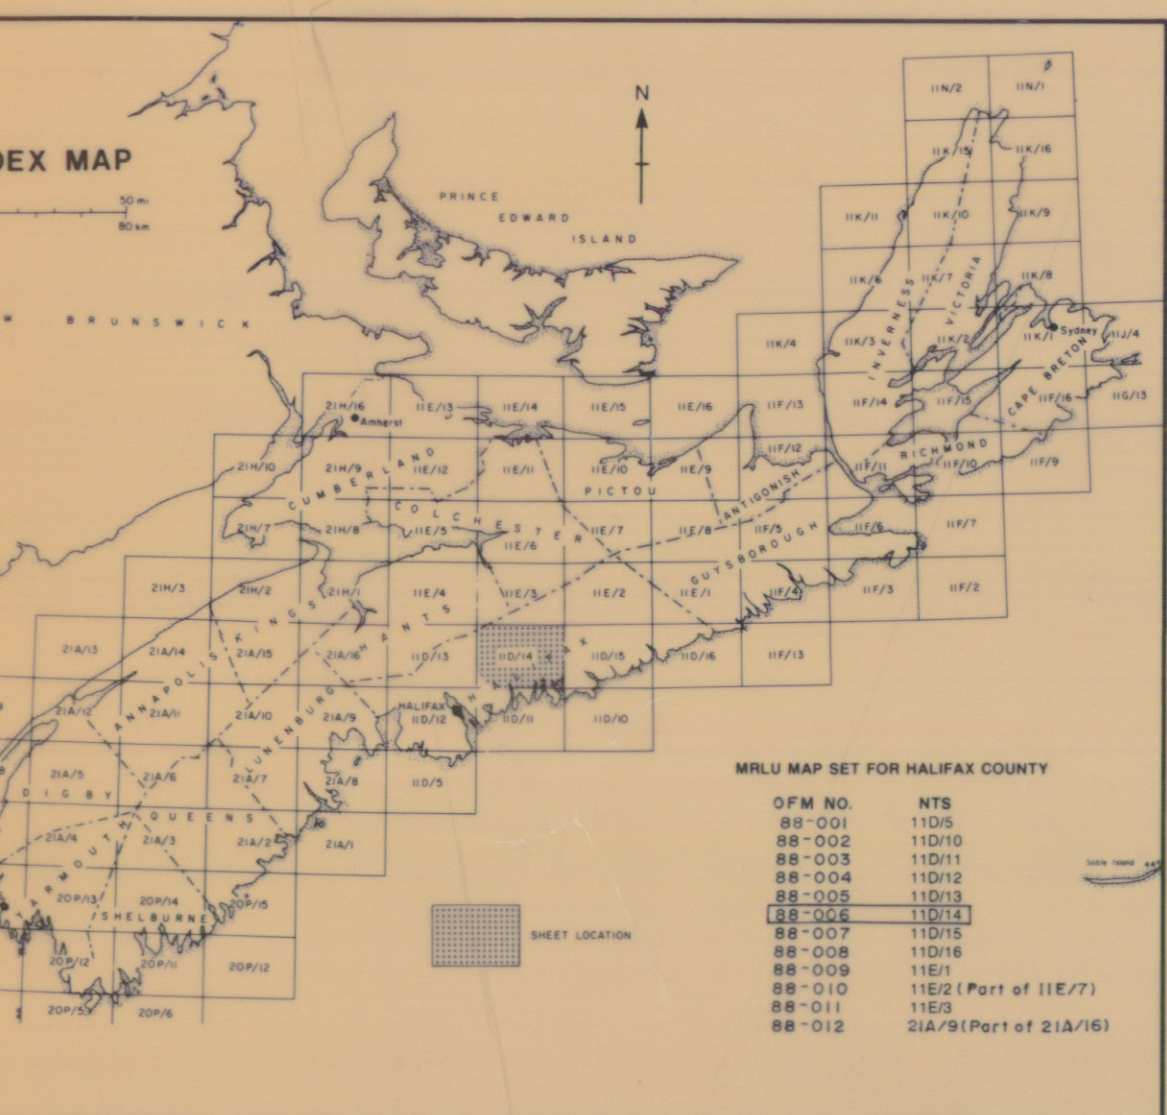 N
DEX MAP
50 mi
80 km
PRINCE
EDWARD
ISLAND
W BRUNSWICK
11N/2 11N/1
11K/15 11K/16
11K/11 11K/10 11K/9
11K/6 11K/7 11K/8
INVERNESS
VICTORIA
11K/4 11K/3 11K/2 11K/1 Sydney 11J/4
CAPE BRETON
21H/16 11E/13 11E/14 11E/15 11E/16 11F/13 11F/14 11F/15 11F/16 11G/13
Amherst
RICHMOND
21H/10 21H/9 11E/12 11E/11 11E/10 11E/9 11F/12 11F/11 11F/10 11F/9
CUMBERLAND
PICTOU
ANTIGONISH
COLCHESTER
21H/7 21H/8 11E/5 11E/6 11E/7 11E/8 11F/5 11F/6 11F/7
GUYSBOROUGH
21H/3 21H/2 21H/1 11E/4 11E/3 11E/2 11E/1 11F/4 11F/3 11F/2
KINGS
HANTS
21A/13 21A/14 21A/15 21A/16 11D/13 11D/14 11D/15 11D/16 11F/13
ANNAPOLIS
HALIFAX
HALIFAX
21A/12 21A/11 21A/10 21A/9 11D/12 11D/11 11D/10
LUNENBURG
21A/5 21A/6 21A/7 21A/8 11D/5
DIGBY
QUEENS
21A/4 21A/3 21A/2 21A/1
YARMOUTH
20P/13 20P/14 20P/15
SHELBURNE
20P/12 20P/11 20P/12
20P/5 20P/6
SHEET LOCATION
MRLU MAP SET FOR HALIFAX COUNTY
OFM NO. NTS
88-001 11D/5
88-002 11D/10
88-003 11D/11
88-004 11D/12
88-005 11D/13
88-006 11D/14
88-007 11D/15
88-008 11D/16
88-009 11E/1
88-010 11E/2 (Part of 11E/7)
88-011 11E/3
88-012 21A/9 (Part of 21A/16)
Sable Island 44°